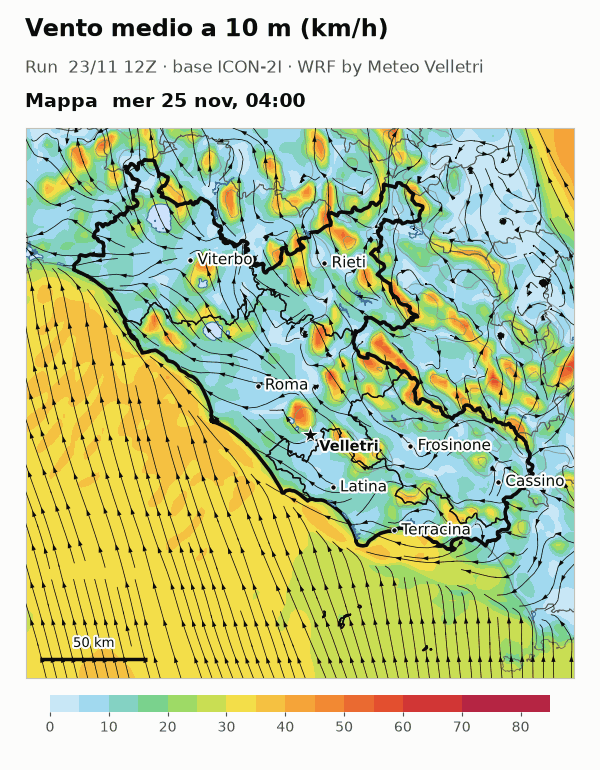 Vento medio a 10 m (km/h)
Run  23/11 12Z · base ICON-2I · WRF by Meteo Velletri
Mappa  mer 25 nov, 04:00
Viterbo
Rieti
Roma
Velletri
Frosinone
Latina
Cassino
Terracina
50 km
0 10 20 30 40 50 60 70 80